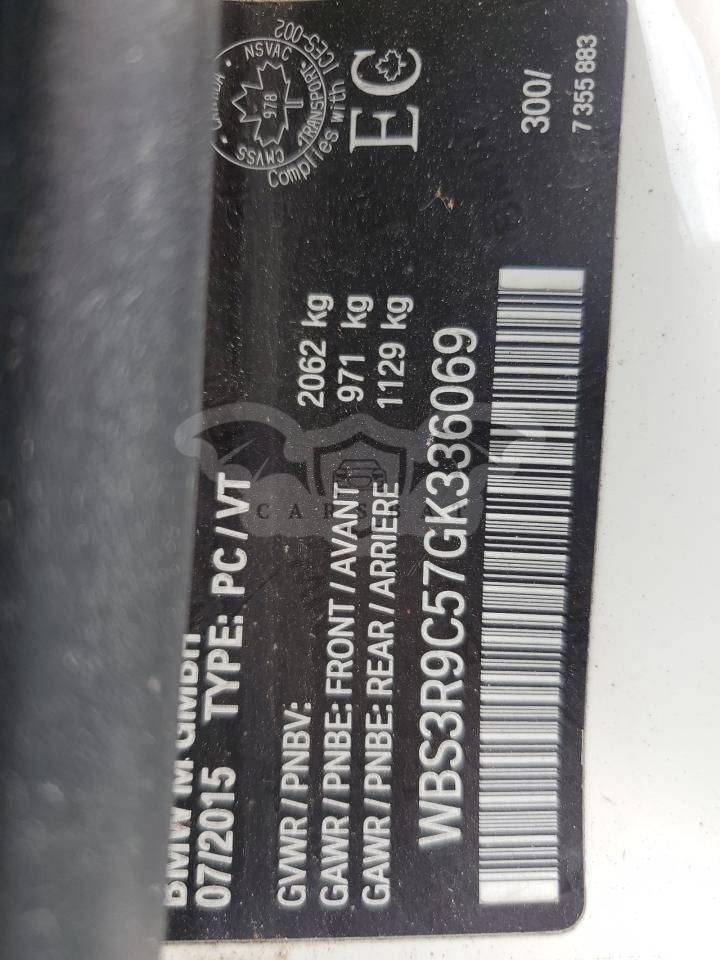 BMW M GMBH
07/2015 TYPE: PC/VT
GVWR/PNBV: 2062 kg
GAWR/PNBE: FRONT/AVANT 971 kg
GAWR/PNBE: REAR/ARRIERE 1129 kg
WBS3R9C57GK336069
NSVAC
CMVSS
TRANSPORT
978
Complies with ICES-002
EC
300/
7 355 883